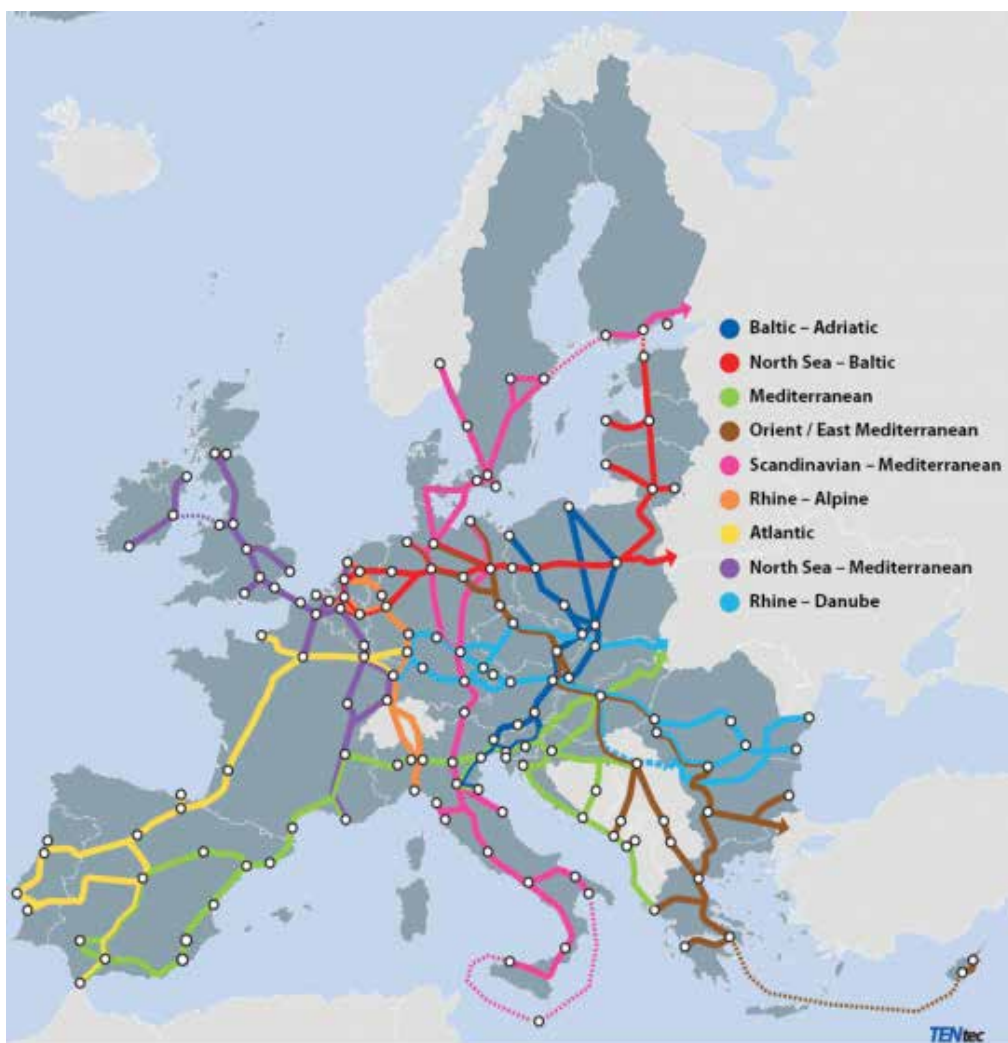 Baltic – Adriatic
North Sea – Baltic
Mediterranean
Orient / East Mediterranean
Scandinavian – Mediterranean
Rhine – Alpine
Atlantic
North Sea – Mediterranean
Rhine – Danube
TENtec